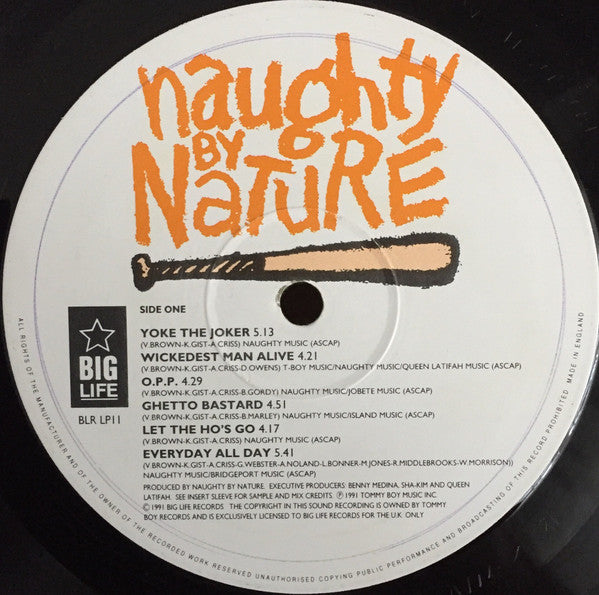 naughty
BY
NaTuRE
SIDE ONE
YOKE THE JOKER 5.13
(V.BROWN-K.GIST-A.CRISS) NAUGHTY MUSIC (ASCAP)
WICKEDEST MAN ALIVE 4.21
(V.BROWN-K.GIST-A.CRISS-D.OWENS) T-BOY MUSIC/NAUGHTY MUSIC/QUEEN LATIFAH MUSIC (ASCAP)
O.P.P. 4.29
(V.BROWN-K.GIST-A.CRISS-B.GORDY) NAUGHTY MUSIC/JOBETE MUSIC (ASCAP)
GHETTO BASTARD 4.51
(V.BROWN-K.GIST-A.CRISS-B.MARLEY) NAUGHTY MUSIC/ISLAND MUSIC (ASCAP)
LET THE HO'S GO 4.17
(V.BROWN-K.GIST-A.CRISS) NAUGHTY MUSIC (ASCAP)
EVERYDAY ALL DAY 5.41
(V.BROWN-K.GIST-A.CRISS-G.WEBSTER-A.NOLAND-L.BONNER-M.JONES-R.MIDDLEBROOKS-W.MORRISON))
NAUGHTY MUSIC/BRIDGEPORT MUSIC (ASCAP)
PRODUCED BY NAUGHTY BY NATURE. EXECUTIVE PRODUCERS: BENNY MEDINA, SHA-KIM AND QUEEN
LATIFAH. SEE INSERT SLEEVE FOR SAMPLE AND MIX CREDITS. Ⓟ 1991 TOMMY BOY MUSIC INC.
© 1991 BIG LIFE RECORDS. THE COPYRIGHT IN THIS SOUND RECORDING IS OWNED BY TOMMY
BOY RECORDS AND IS EXCLUSIVELY LICENSED TO BIG LIFE RECORDS FOR THE U.K. ONLY
BIG
LIFE
BLR LP11
ALL RIGHTS OF THE MANUFACTURER AND OF THE OWNER OF THE RECORDED WORK RESERVED UNAUTHORISED COPYING PUBLIC PERFORMANCE AND BROADCASTING OF THIS RECORD PROHIBITED. MADE IN ENGLAND